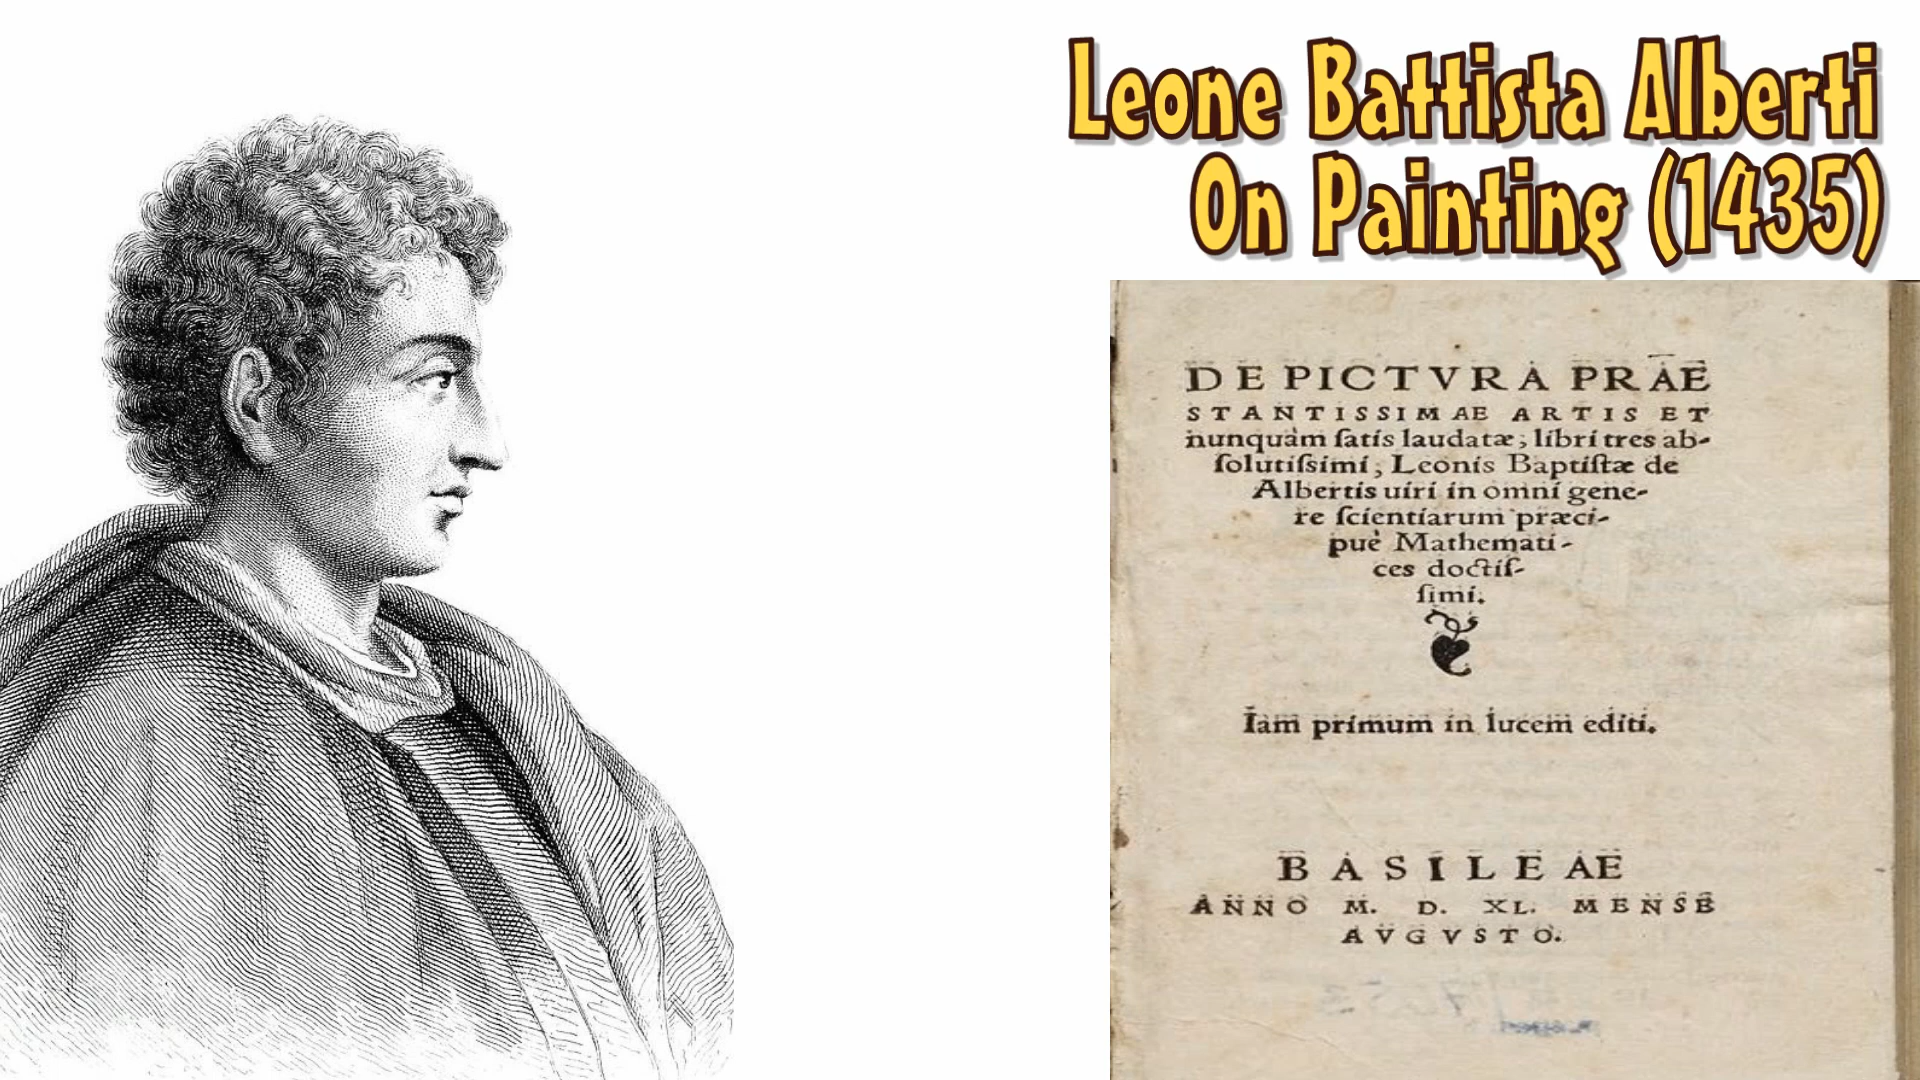 Leone Battista Alberti
On Painting (1435)
DE PICTVRA PRAE
STANTISSIMAE ARTIS ET
nunquàm ſatis laudatæ, libri tres ab-
ſolutiſsimi, Leonis Baptiſtæ de
Albertis uiri in omni gene-
re ſcientiarum præci-
puè Mathemati-
ces doctiſ-
ſimi.
Iam primum in lucem editi.
BASILEAE
ANNO M. D. XL. MENSE
AVGVSTO.